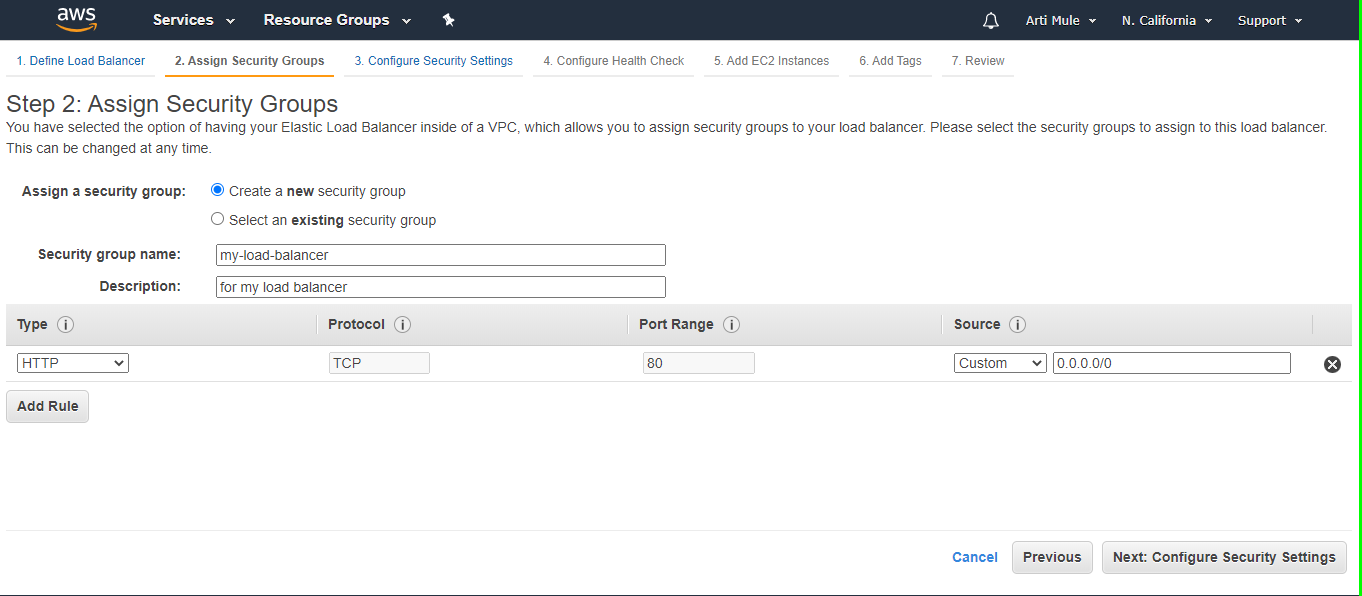 aws Services Resource Groups Arti Mule N. California Support
1. Define Load Balancer 2. Assign Security Groups 3. Configure Security Settings 4. Configure Health Check 5. Add EC2 Instances 6. Add Tags 7. Review
Step 2: Assign Security Groups
You have selected the option of having your Elastic Load Balancer inside of a VPC, which allows you to assign security groups to your load balancer. Please select the security groups to assign to this load balancer.
This can be changed at any time.
Assign a security group: Create a new security group
Select an existing security group
Security group name: my-load-balancer
Description: for my load balancer
Type i Protocol i Port Range i Source i
HTTP TCP 80 Custom 0.0.0.0/0
Add Rule
Cancel Previous Next: Configure Security Settings